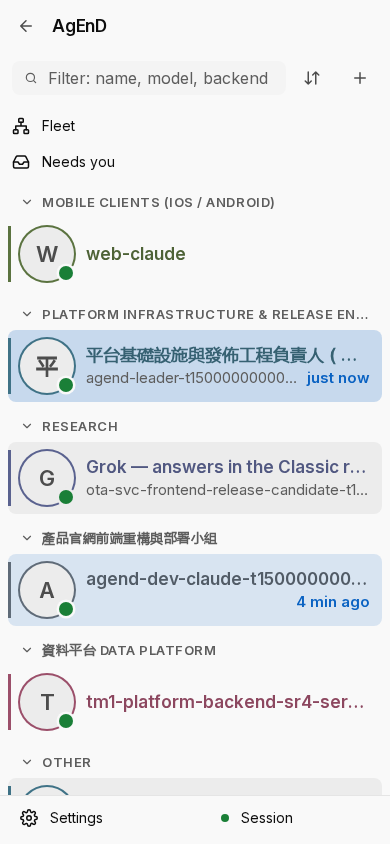 AgEnD
Filter: name, model, backend
Fleet
Needs you
MOBILE CLIENTS (IOS / ANDROID)
W
web-claude
PLATFORM INFRASTRUCTURE & RELEASE EN…
平
平台基礎設施與發佈工程負責人 ( …
agend-leader-t15000000000… just now
RESEARCH
G
Grok — answers in the Classic r…
ota-svc-frontend-release-candidate-t1…
產品官網前端重構與部署小組
A
agend-dev-claude-t150000000…
4 min ago
資料平台 DATA PLATFORM
T
tm1-platform-backend-sr4-ser…
OTHER
Settings
Session